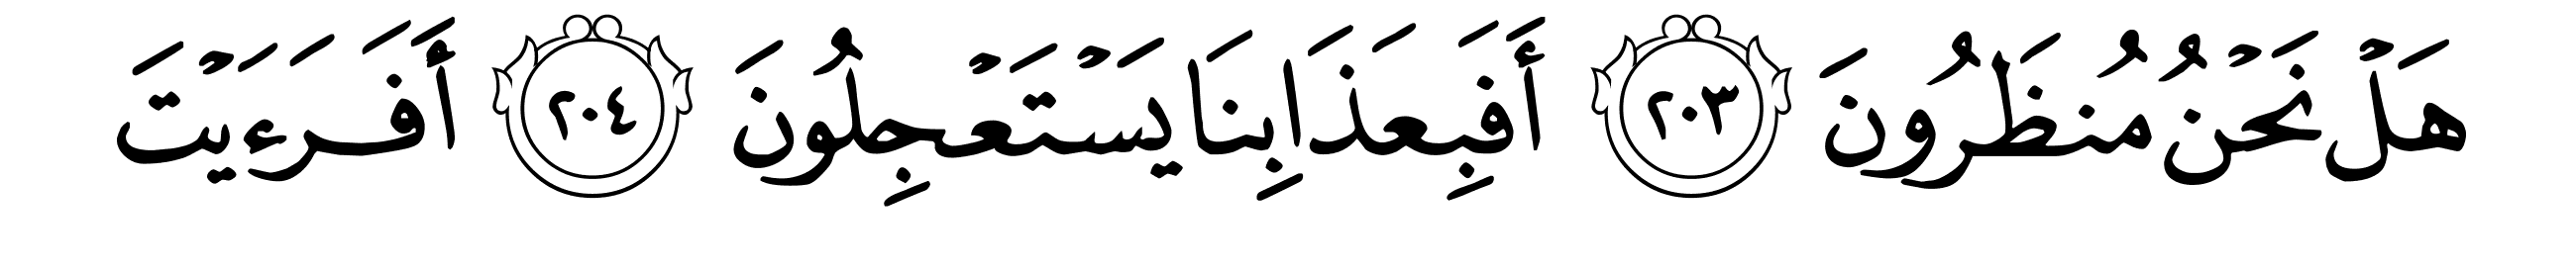 هَلْ نَحْنُ مُنظَرُونَ ٢٠٣ أَفَبِعَذَابِنَا يَسْتَعْجِلُونَ ٢٠٤ أَفَرَءَيْتَ